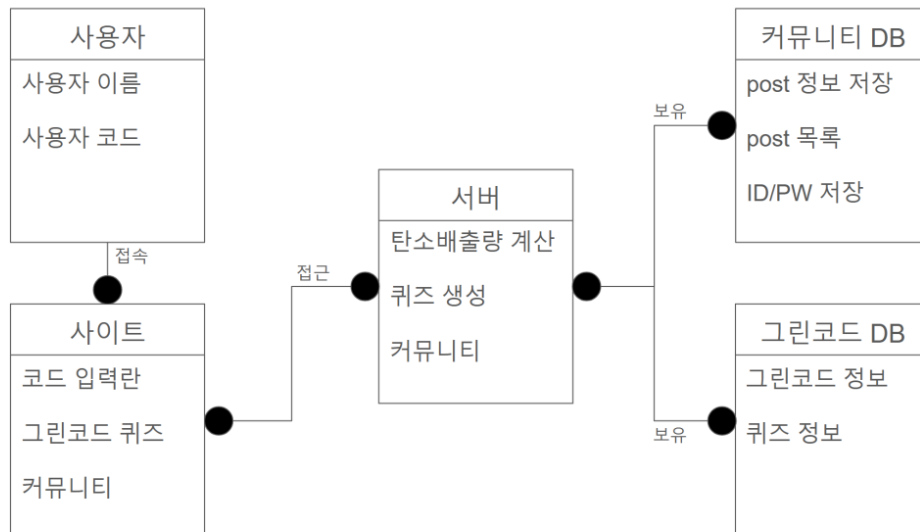 사용자
사용자 이름
사용자 코드
접속
사이트
코드 입력란
그린코드 퀴즈
커뮤니티
접근
서버
탄소배출량 계산
퀴즈 생성
커뮤니티
보유
커뮤니티 DB
post 정보 저장
post 목록
ID/PW 저장
보유
그린코드 DB
그린코드 정보
퀴즈 정보